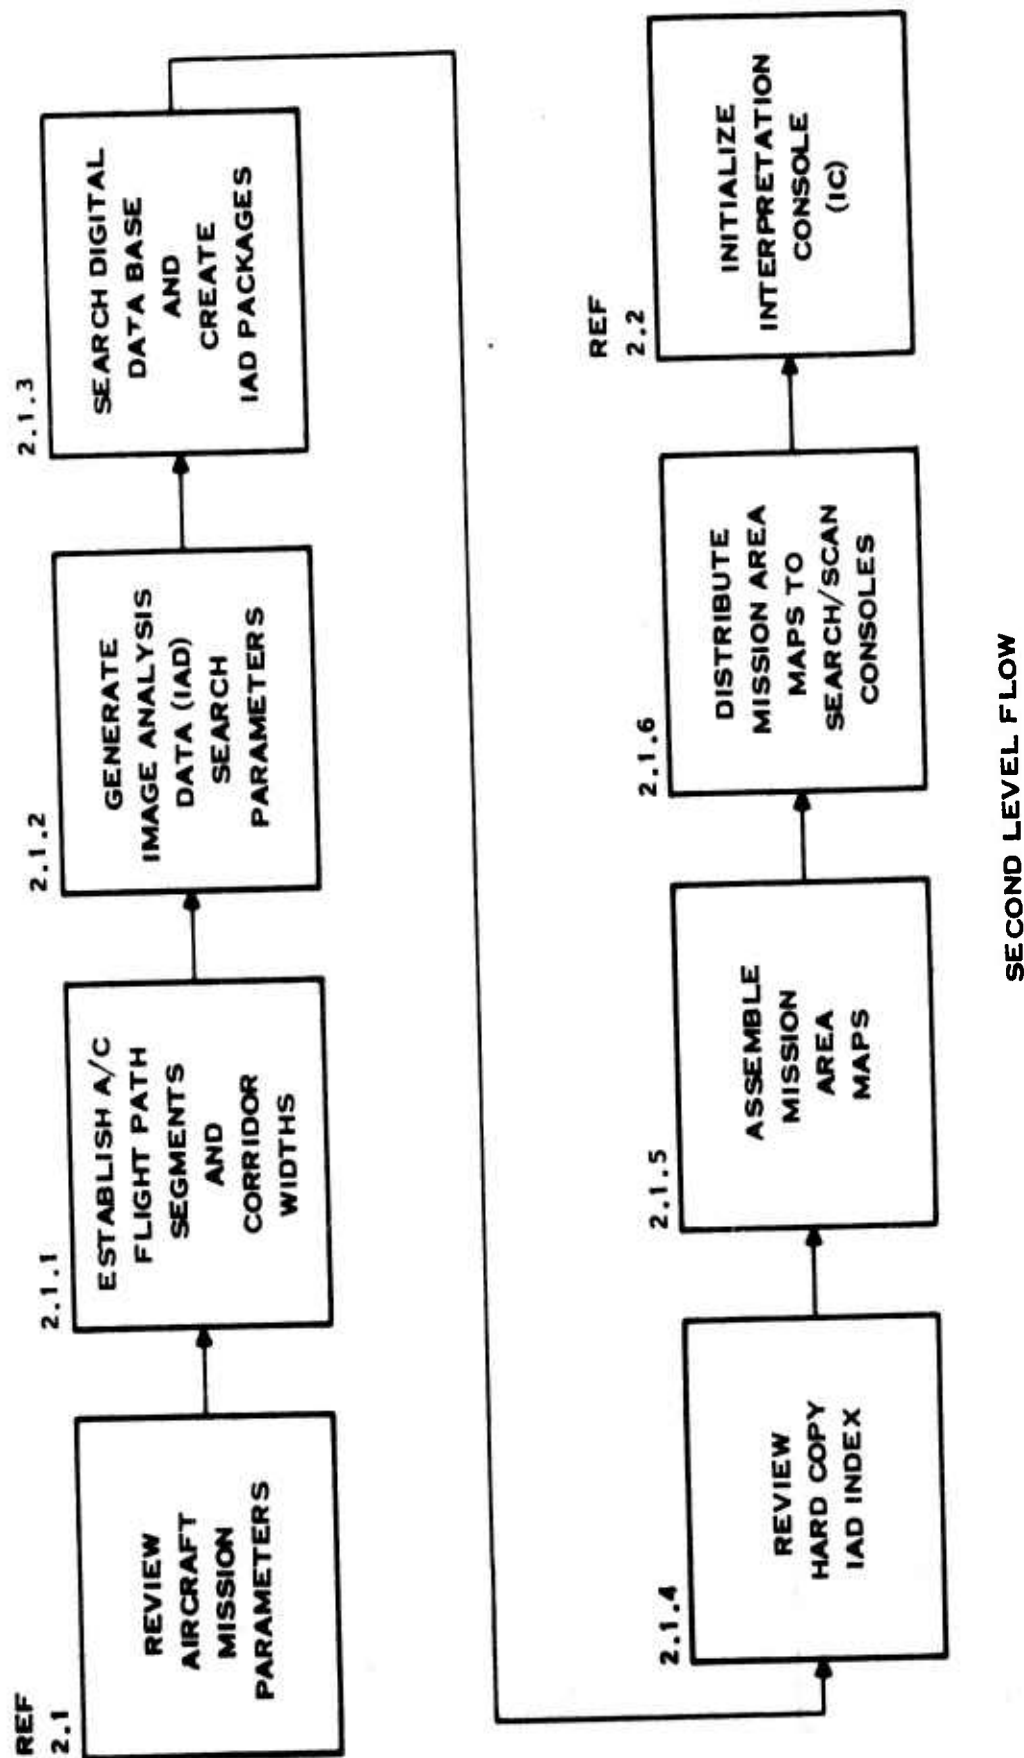 REF
2.1
REVIEW
AIRCRAFT
MISSION
PARAMETERS
2.1.1
ESTABLISH A/C
FLIGHT PATH
SEGMENTS
AND
CORRIDOR
WIDTHS
2.1.2
GENERATE
IMAGE ANALYSIS
DATA (IAD)
SEARCH
PARAMETERS
2.1.3
SEARCH DIGITAL
DATA BASE
AND
CREATE
IAD PACKAGES
2.1.4
REVIEW
HARD COPY
IAD INDEX
2.1.5
ASSEMBLE
MISSION
AREA
MAPS
2.1.6
DISTRIBUTE
MISSION AREA
MAPS TO
SEARCH/SCAN
CONSOLES
REF
2.2
INITIALIZE
INTERPRETATION
CONSOLE
(IC)
SECOND LEVEL FLOW